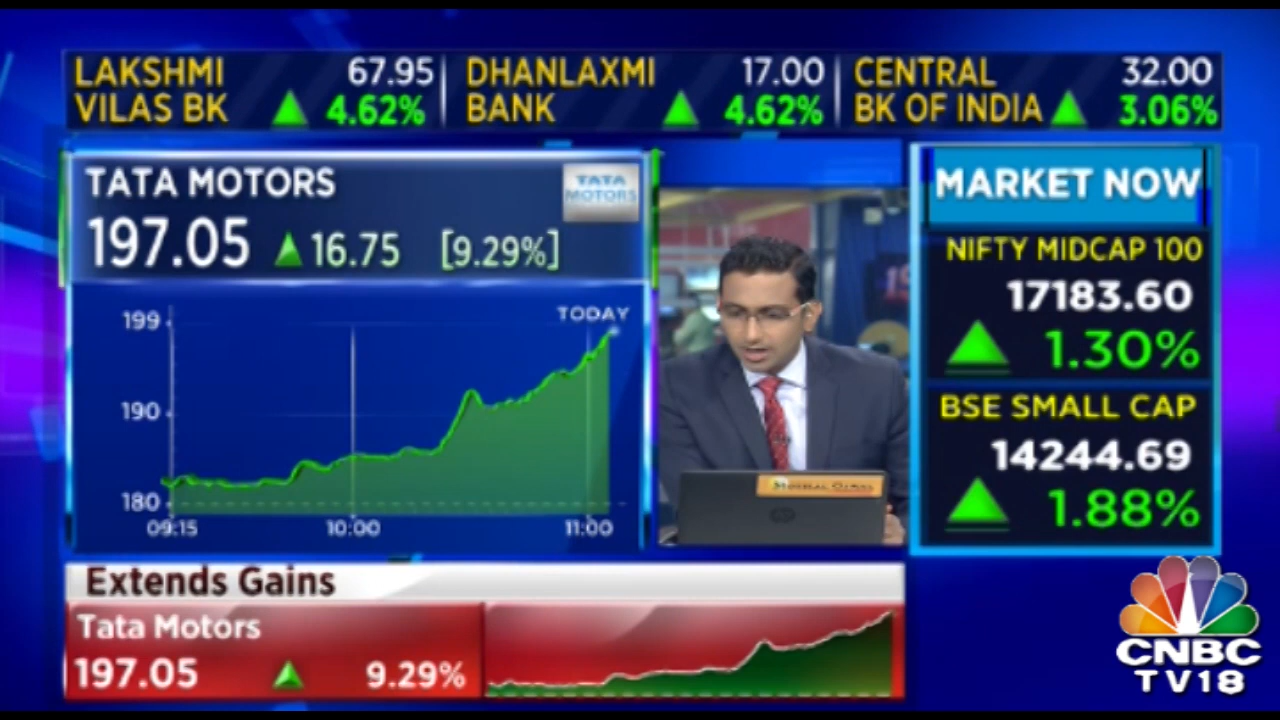 LAKSHMI 67.95
VILAS BK 4.62%
DHANLAXMI 17.00
BANK 4.62%
CENTRAL 32.00
BK OF INDIA 3.06%
TATA MOTORS
197.05 16.75 [9.29%]
TATA
MOTORS
TODAY
199
190
180
09:15 10:00 11:00
MARKET NOW
NIFTY MIDCAP 100
17183.60
1.30%
BSE SMALL CAP
14244.69
1.88%
Extends Gains
Tata Motors
197.05 9.29%
CNBC
TV18